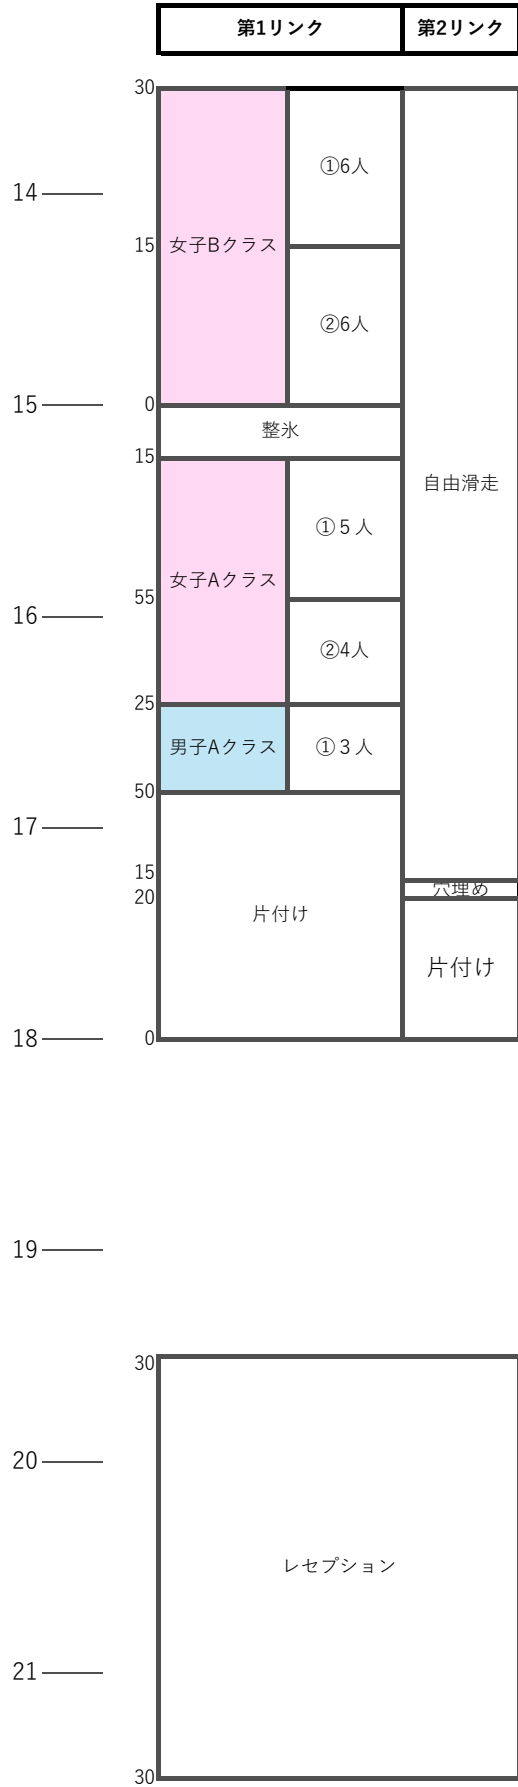 第1リンク 第2リンク
30
①6人
14
15 女子Bクラス
②6人
15 0
整氷
15
自由滑走
①５人
女子Aクラス
55
16
②4人
25
男子Aクラス ①３人
50
17
15
穴埋め
20
片付け
片付け
18 0
19
30
20
レセプション
21
30